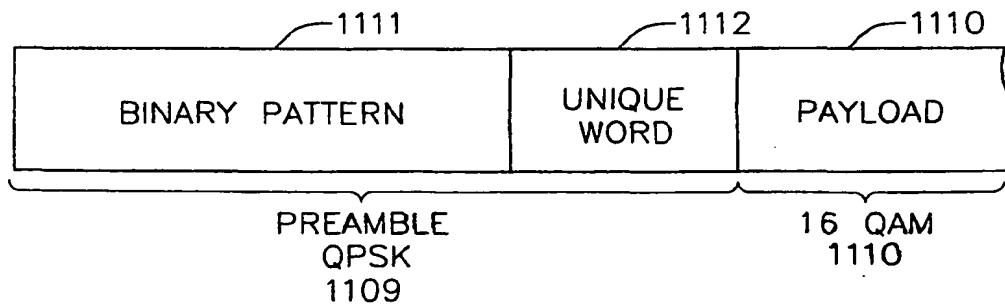 1111
1112
1110
BINARY PATTERN
UNIQUE
WORD
PAYLOAD
PREAMBLE
QPSK
1109
16 QAM
1110